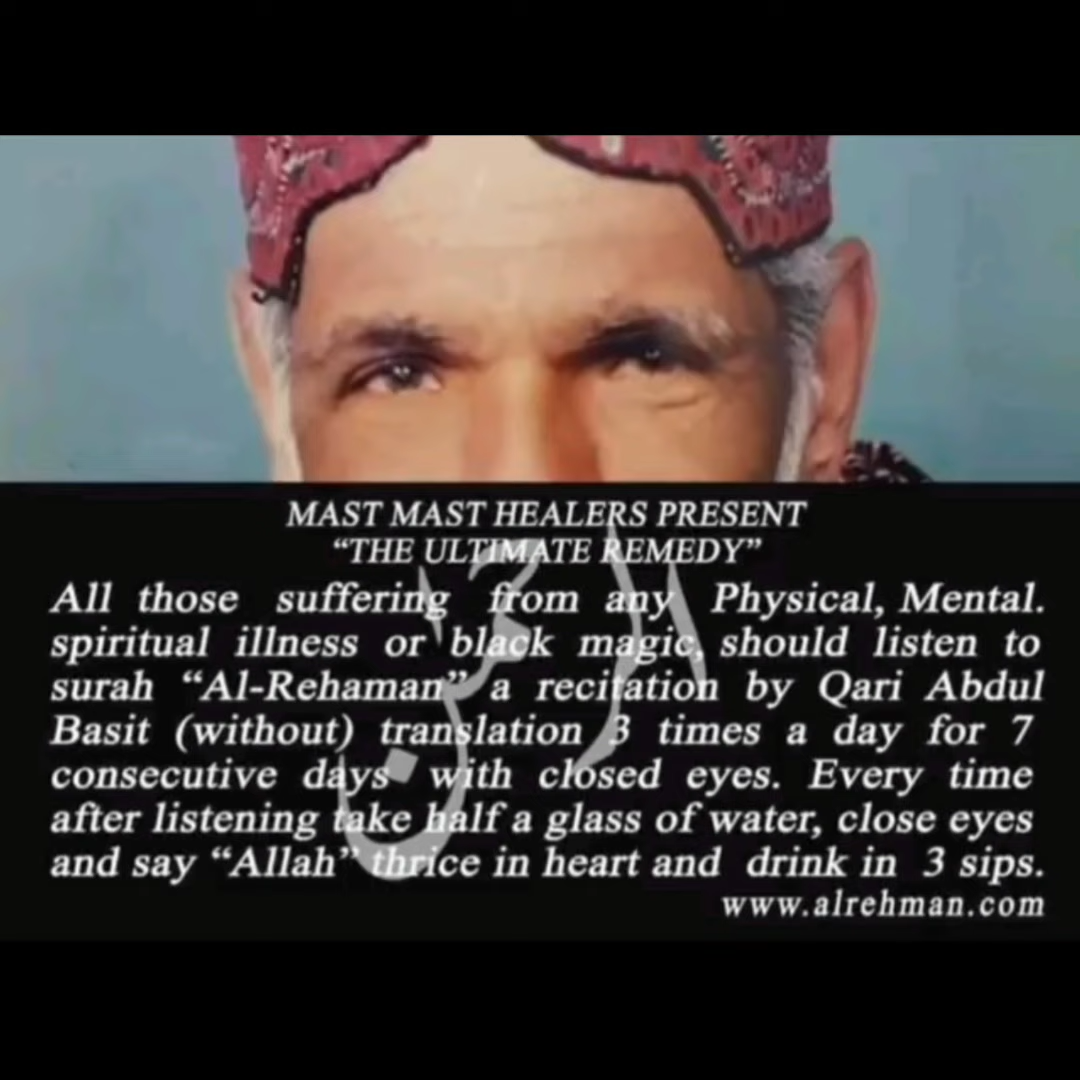 MAST MAST HEALERS PRESENT
“THE ULTIMATE REMEDY”
All those suffering from any Physical, Mental.
spiritual illness or black magic, should listen to
surah “Al-Rehaman” a recitation by Qari Abdul
Basit (without) translation 3 times a day for 7
consecutive days with closed eyes. Every time
after listening take half a glass of water, close eyes
and say “Allah” thrice in heart and drink in 3 sips.
www.alrehman.com
الرحمن